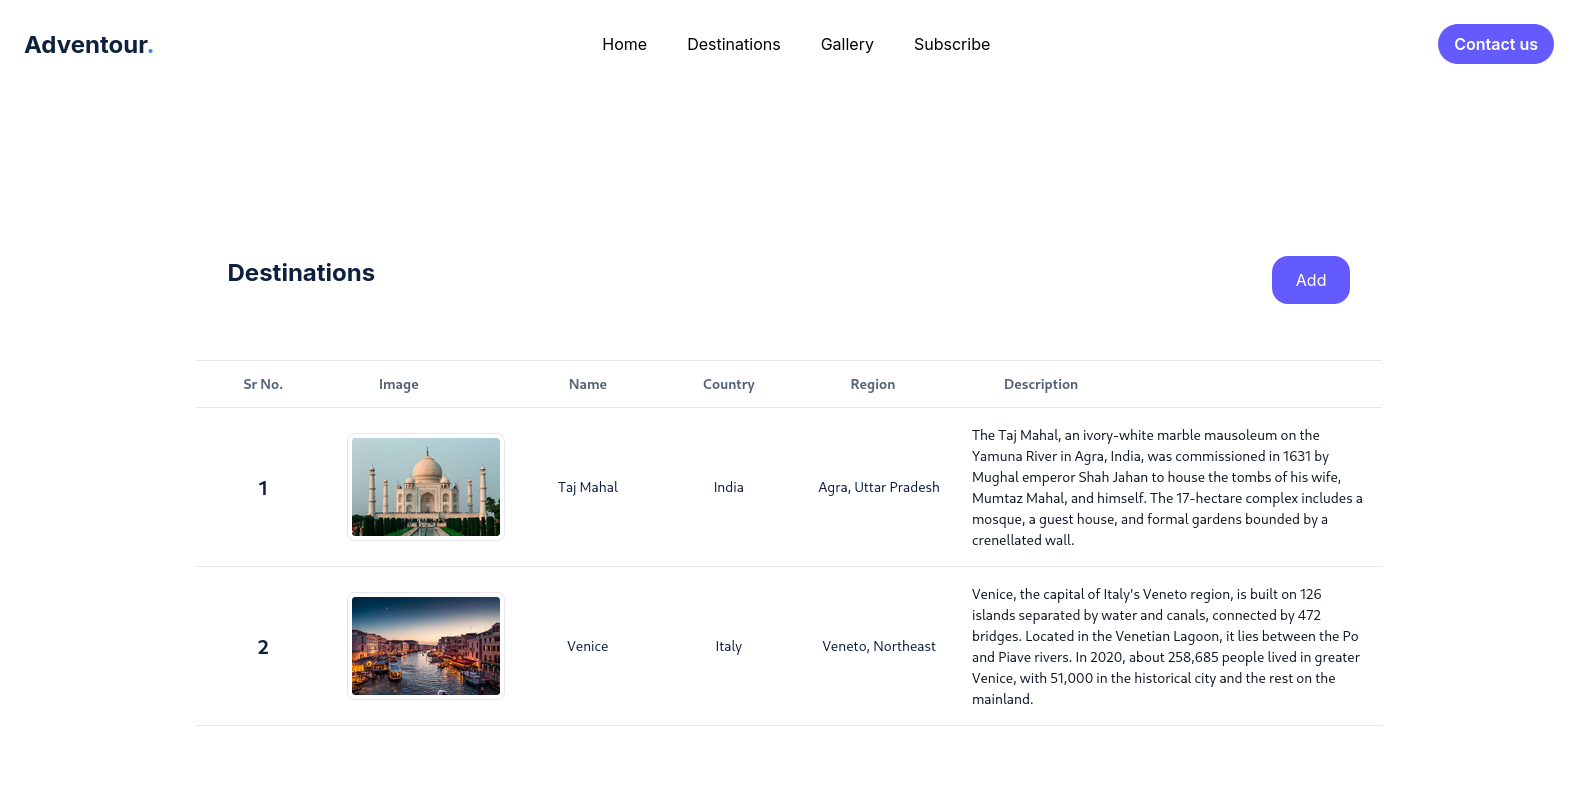 Adventour.
Home Destinations Gallery Subscribe
Contact us
Destinations
Add
Sr No. Image Name Country Region Description
1 Taj Mahal India Agra, Uttar Pradesh
The Taj Mahal, an ivory-white marble mausoleum on the
Yamuna River in Agra, India, was commissioned in 1631 by
Mughal emperor Shah Jahan to house the tombs of his wife,
Mumtaz Mahal, and himself. The 17-hectare complex includes a
mosque, a guest house, and formal gardens bounded by a
crenellated wall.
2 Venice Italy Veneto, Northeast
Venice, the capital of Italy's Veneto region, is built on 126
islands separated by water and canals, connected by 472
bridges. Located in the Venetian Lagoon, it lies between the Po
and Piave rivers. In 2020, about 258,685 people lived in greater
Venice, with 51,000 in the historical city and the rest on the
mainland.